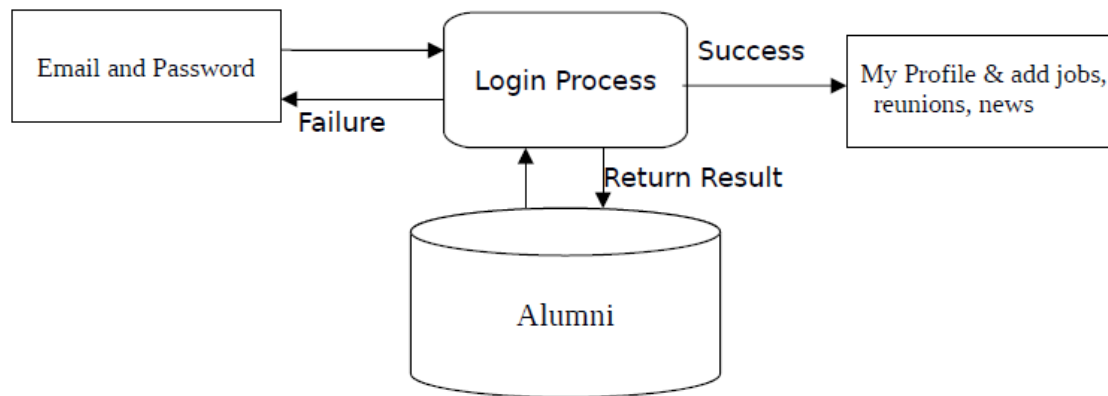 Email and Password
Failure
Login Process
Success
My Profile & add jobs,
reunions, news
Return Result
Alumni